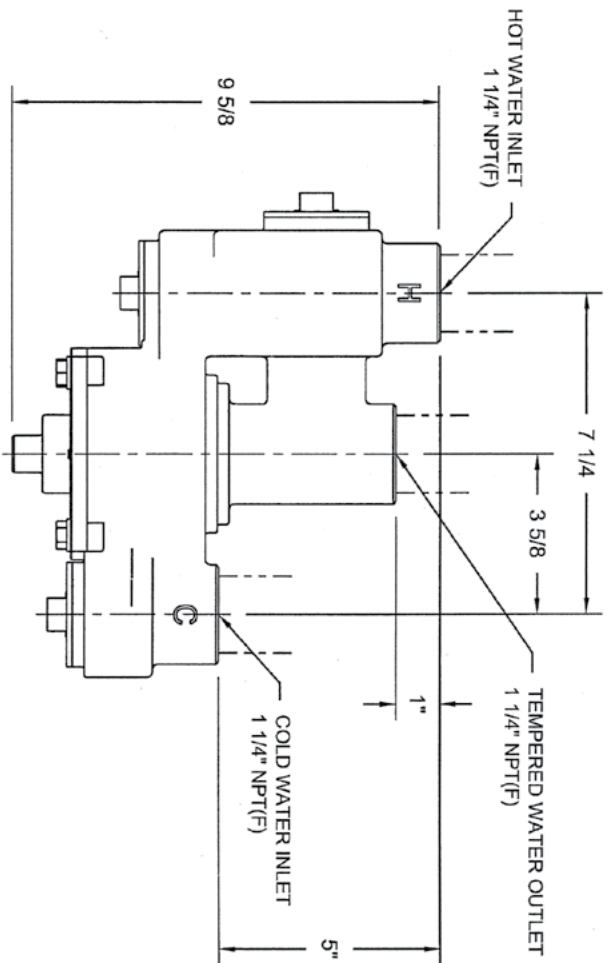 HOT WATER INLET
1 1/4" NPT(F)
9 5/8
H
7 1/4
3 5/8
TEMPERED WATER OUTLET
1 1/4" NPT(F)
1"
C
COLD WATER INLET
1 1/4" NPT(F)
5"